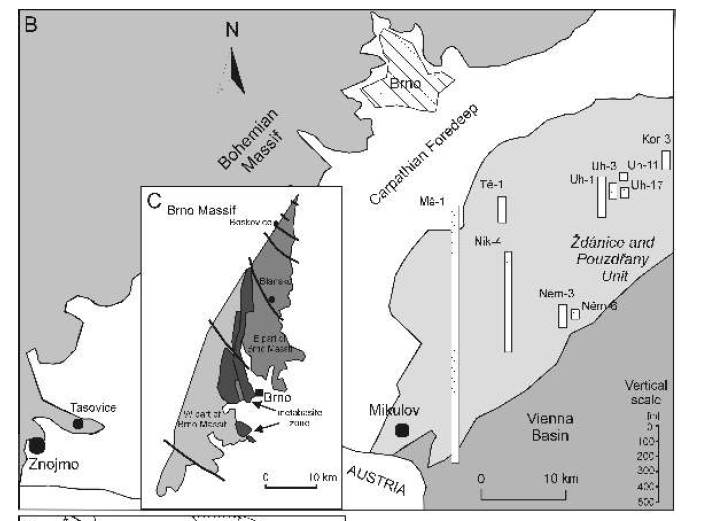 B
N
Brno
Bohemian
Massif
Carpathian Foredeep
Kor 3
Uh-3
Uh-11
Uh-1
Uh-17
Tě-1
Mě-1
Nik-4
Ždánice and
Pouzdřany
Unit
Nem-3
Něm-6
C
Brno Massif
Boskovice
Blansko
E part of
Brno Massif
Brno
metabasite
zone
W part of
Brno Massif
0 10 km
Tasovice
Znojmo
Mikulov
AUSTRIA
Vienna
Basin
0 10 km
Vertical
scale
[m]
0
100
200
300
400
500